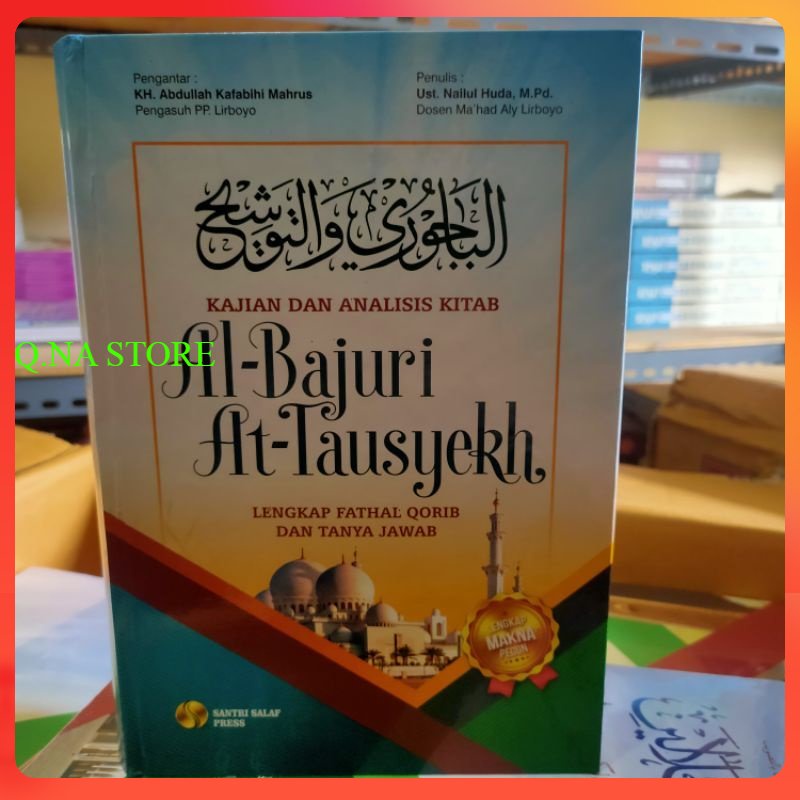 Pengantar :
KH. Abdullah Kafabihi Mahrus
Pengasuh PP. Lirboyo
Penulis :
Ust. Nailul Huda, M.Pd.
Dosen Ma'had Aly Lirboyo
الباجوري والتوشيح
KAJIAN DAN ANALISIS KITAB
Q.NA STORE
Al-Bajuri
At-Tausyekh
LENGKAP FATHAL QORIB
DAN TANYA JAWAB
LENGKAP
MAKNA
PEGON
SANTRI SALAF
PRESS